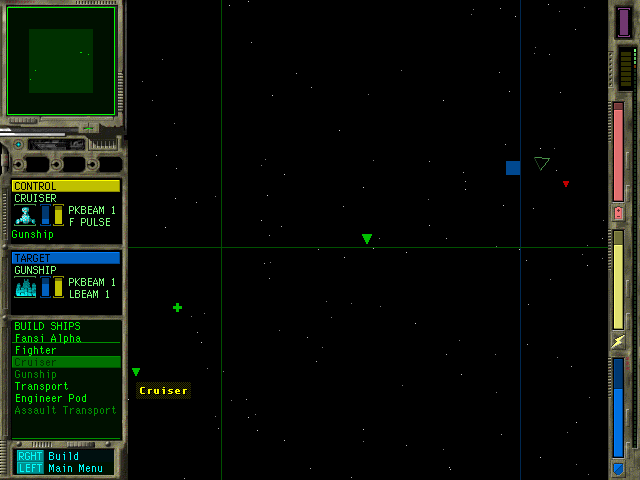 CONTROL
CRUISER
PKBEAM 1
F PULSE
Gunship
TARGET
GUNSHIP
PKBEAM 1
LBEAM 1
BUILD SHIPS
Fansi Alpha
Fighter
Cruiser
Gunship
Transport
Engineer Pod
Assault Transport
Cruiser
RGHT Build
LEFT Main Menu